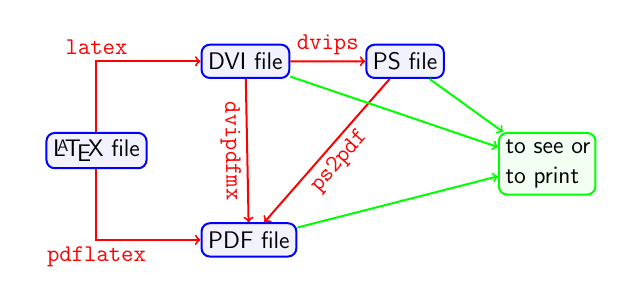 latex
dvips
DVI file
PS file
dvipdfmx
ps2pdf
LATEX file
to see or
to print
PDF file
pdflatex